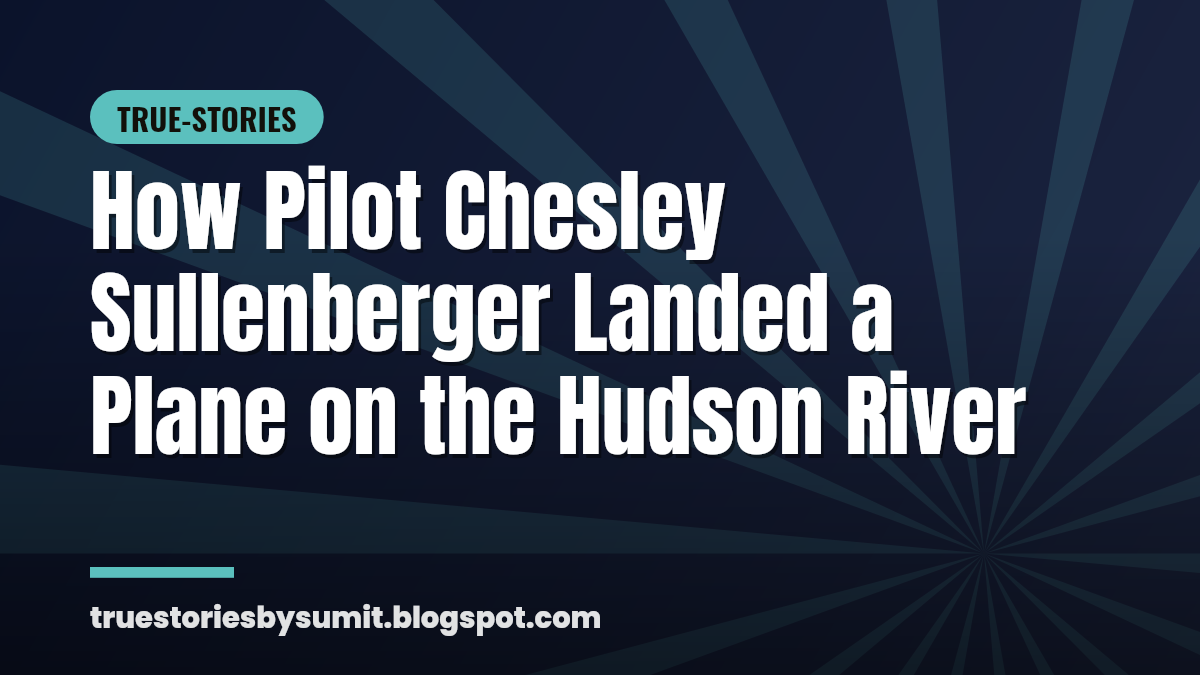 TRUE-STORIES
How Pilot Chesley
Sullenberger Landed a
Plane on the Hudson River
truestoriesbysumit.blogspot.com